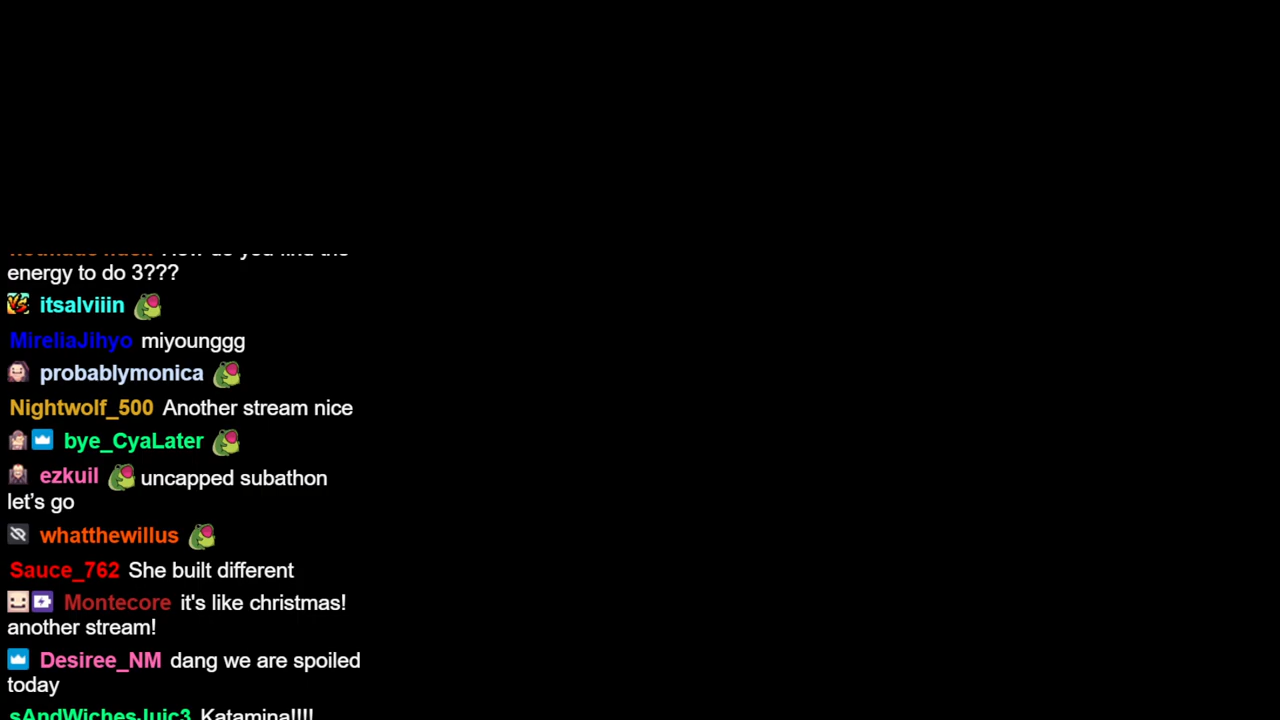 energy to do 3???
itsalviiin
MireliaJihyo miyounggg
probablymonica
Nightwolf_500 Another stream nice
bye_CyaLater
ezkuil uncapped subathon
let's go
whatthewillus
Sauce_762 She built different
Montecore it's like christmas!
another stream!
Desiree_NM dang we are spoiled
today
sAndWichesJuic3 Katamina!!!!